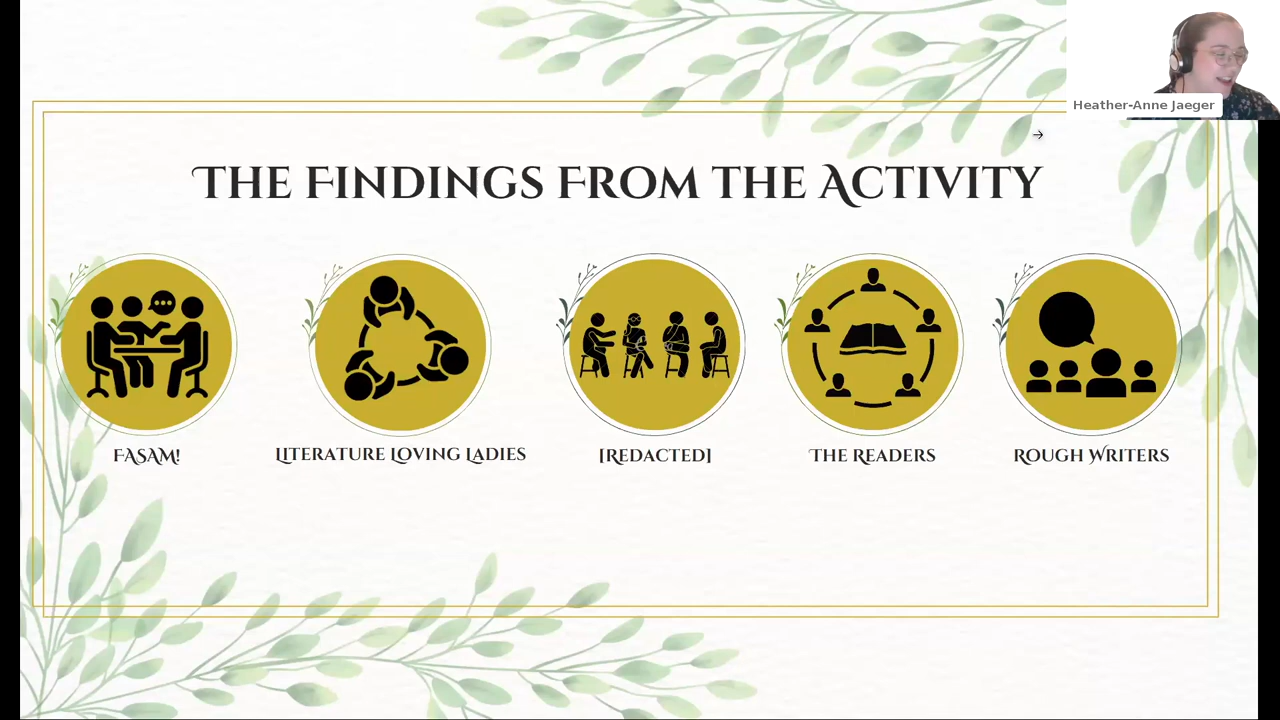 Heather-Anne Jaeger
The Findings From the Activity
FASAM!
Literature Loving Ladies
[Redacted]
The Readers
Rough Writers